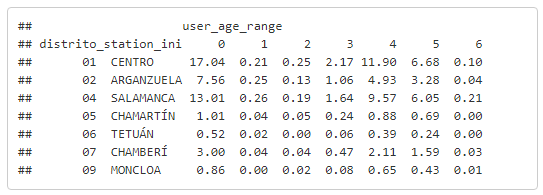 ##                     user_age_range
## distrito_station_ini     0    1    2    3     4    5    6
##       01  CENTRO     17.04 0.21 0.25 2.17 11.90 6.68 0.10
##       02  ARGANZUELA  7.56 0.25 0.13 1.06  4.93 3.28 0.04
##       04  SALAMANCA  13.01 0.26 0.19 1.64  9.57 6.05 0.21
##       05  CHAMARTÍN   1.01 0.04 0.05 0.24  0.88 0.69 0.00
##       06  TETUÁN      0.52 0.02 0.00 0.06  0.39 0.24 0.00
##       07  CHAMBERÍ    3.00 0.04 0.04 0.47  2.11 1.59 0.03
##       09  MONCLOA     0.86 0.00 0.02 0.08  0.65 0.43 0.01